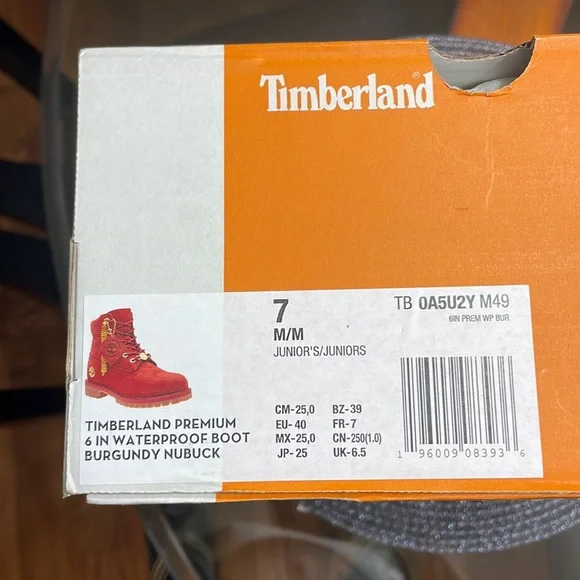 Timberland®
7
M/M
JUNIOR'S/JUNIORS
TB 0A5U2Y M49
6IN PREM WP BUR
TIMBERLAND PREMIUM
6 IN WATERPROOF BOOT
BURGUNDY NUBUCK
CM-25,0 BZ-39
EU- 40 FR-7
MX-25,0 CN-250(1.0)
JP- 25 UK-6.5
1 96009 08393 6